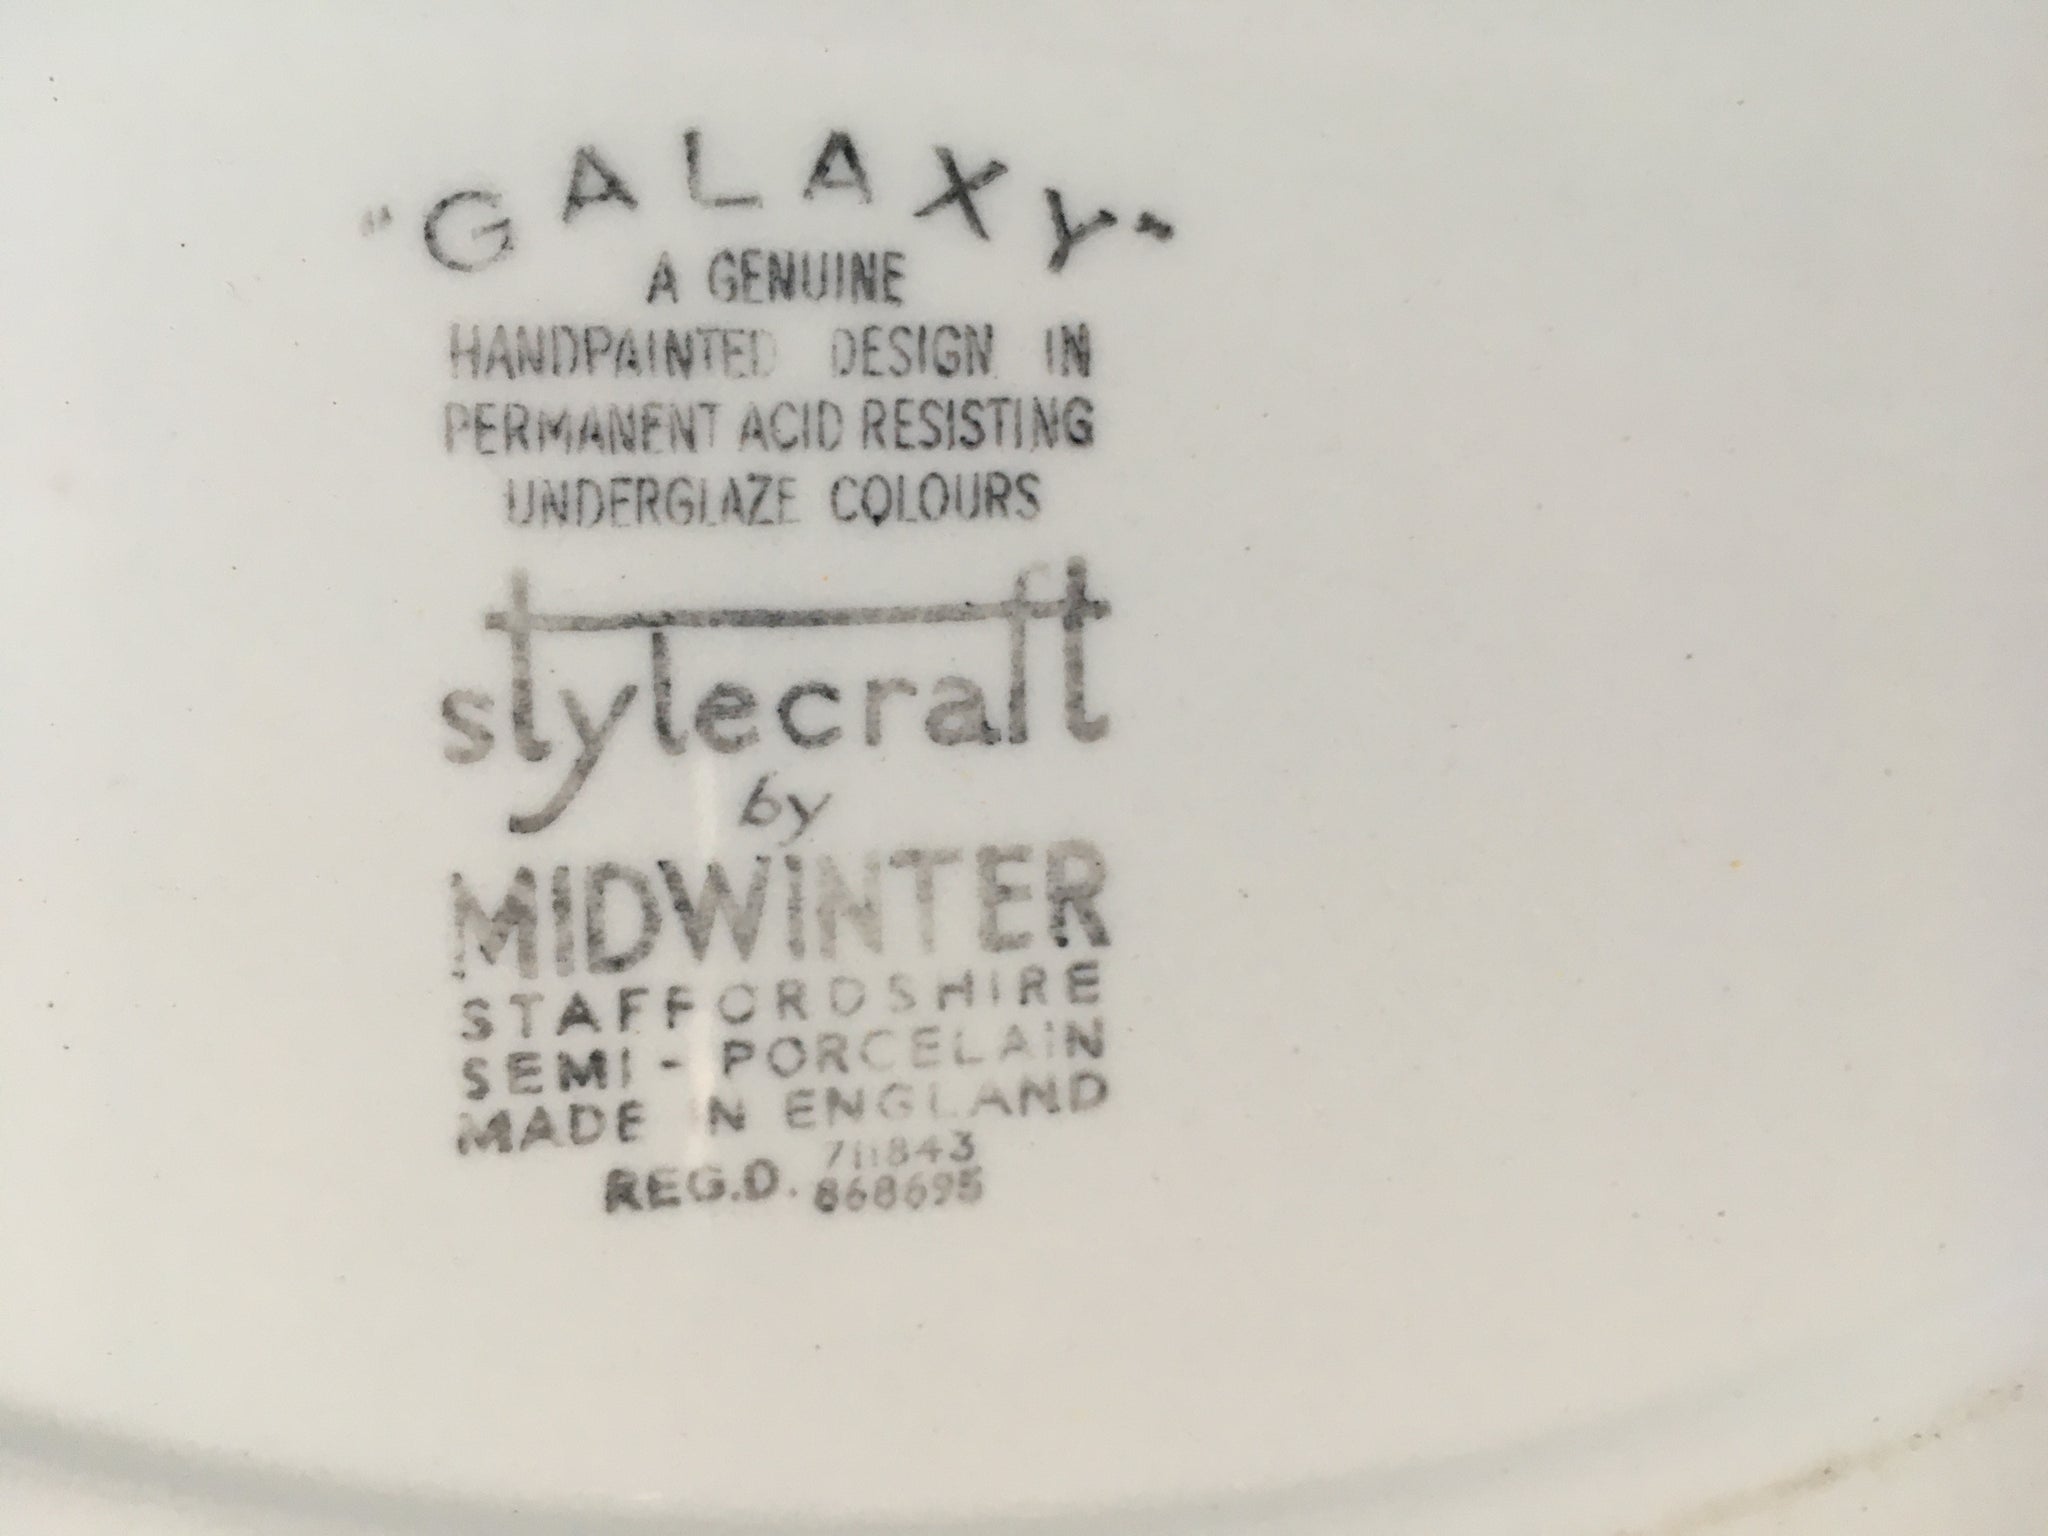 "GALAXY"
A GENUINE
HANDPAINTED DESIGN IN
PERMANENT ACID RESISTING
UNDERGLAZE COLOURS
stylecraft
by
MIDWINTER
STAFFORDSHIRE
SEMI-PORCELAIN
MADE IN ENGLAND
711843
REG.D. 868695